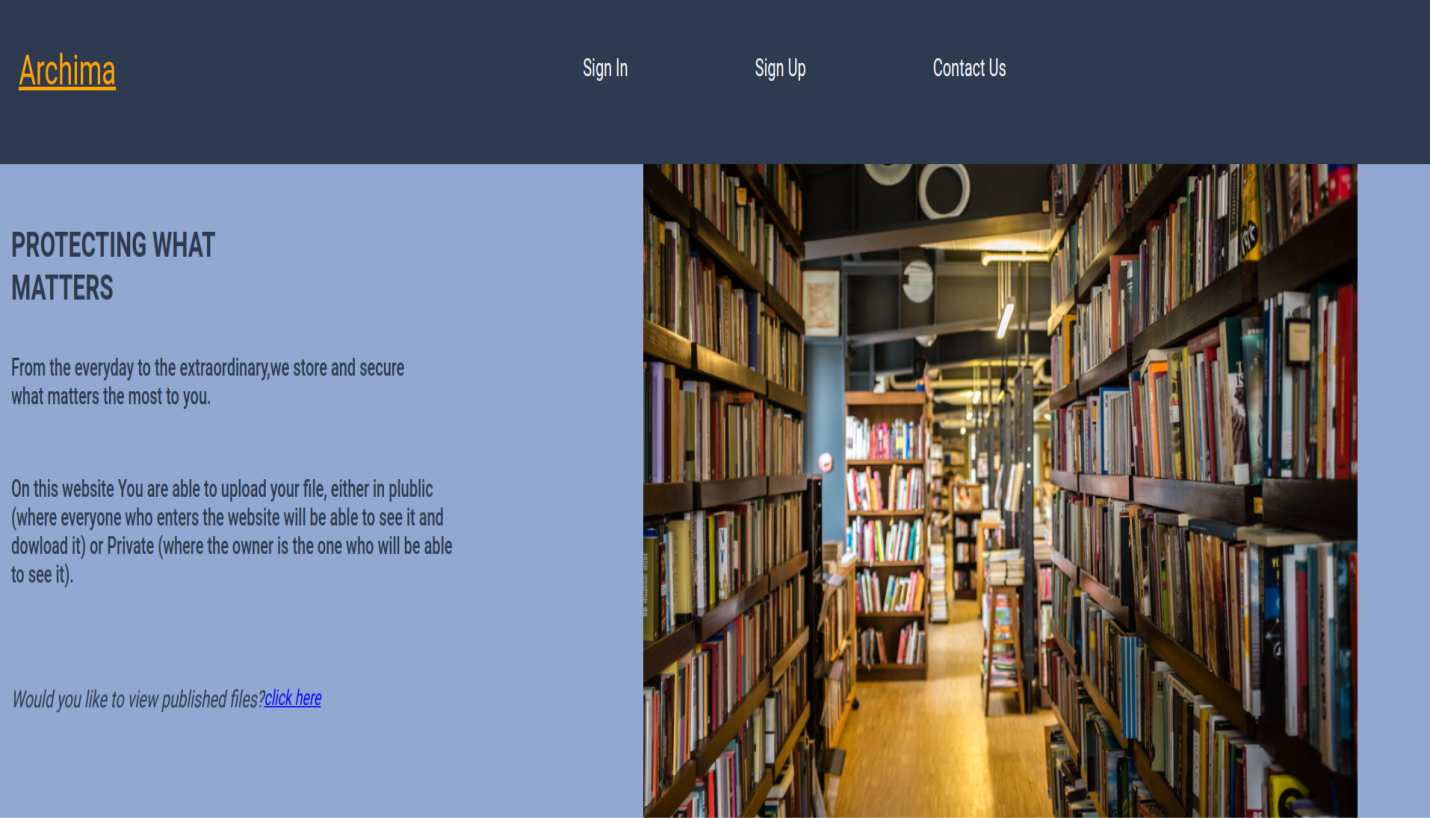 Archima
Sign In
Sign Up
Contact Us
PROTECTING WHAT
MATTERS
From the everyday to the extraordinary,we store and secure
what matters the most to you.
On this website You are able to upload your file, either in plublic
(where everyone who enters the website will be able to see it and
dowload it) or Private (where the owner is the one who will be able
to see it).
Would you like to view published files?click here